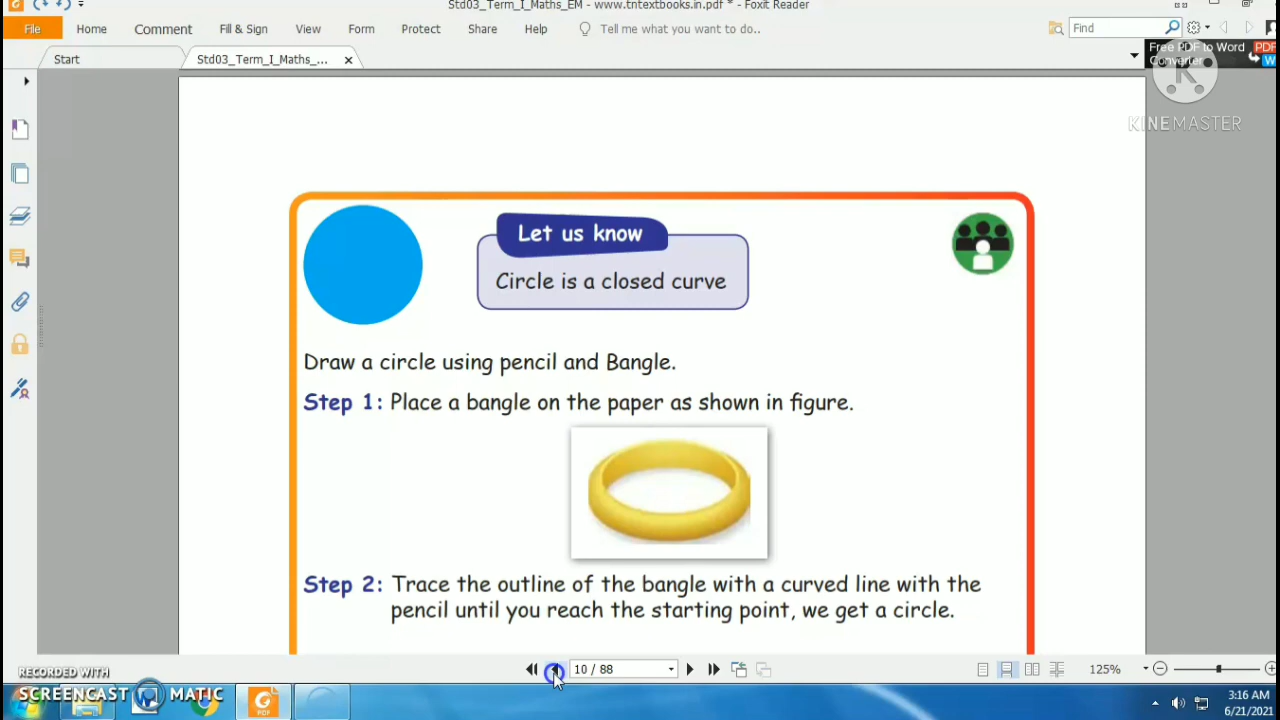 Std03_Term_I_Maths_EM - www.tntextbooks.in.pdf * - Foxit Reader
File Home Comment Fill & Sign View Form Protect Share Help Tell me what you want to do.. Find
Start Std03_Term_I_Maths_...
Free PDF to Word PDF
Converter W
K
KINEMASTER
Let us know
Circle is a closed curve
Draw a circle using pencil and Bangle.
Step 1: Place a bangle on the paper as shown in figure.
Step 2: Trace the outline of the bangle with a curved line with the
pencil until you reach the starting point, we get a circle.
10 / 88 125%
RECORDED WITH
SCREENCAST MATIC
PDF
3:16 AM
6/21/2021